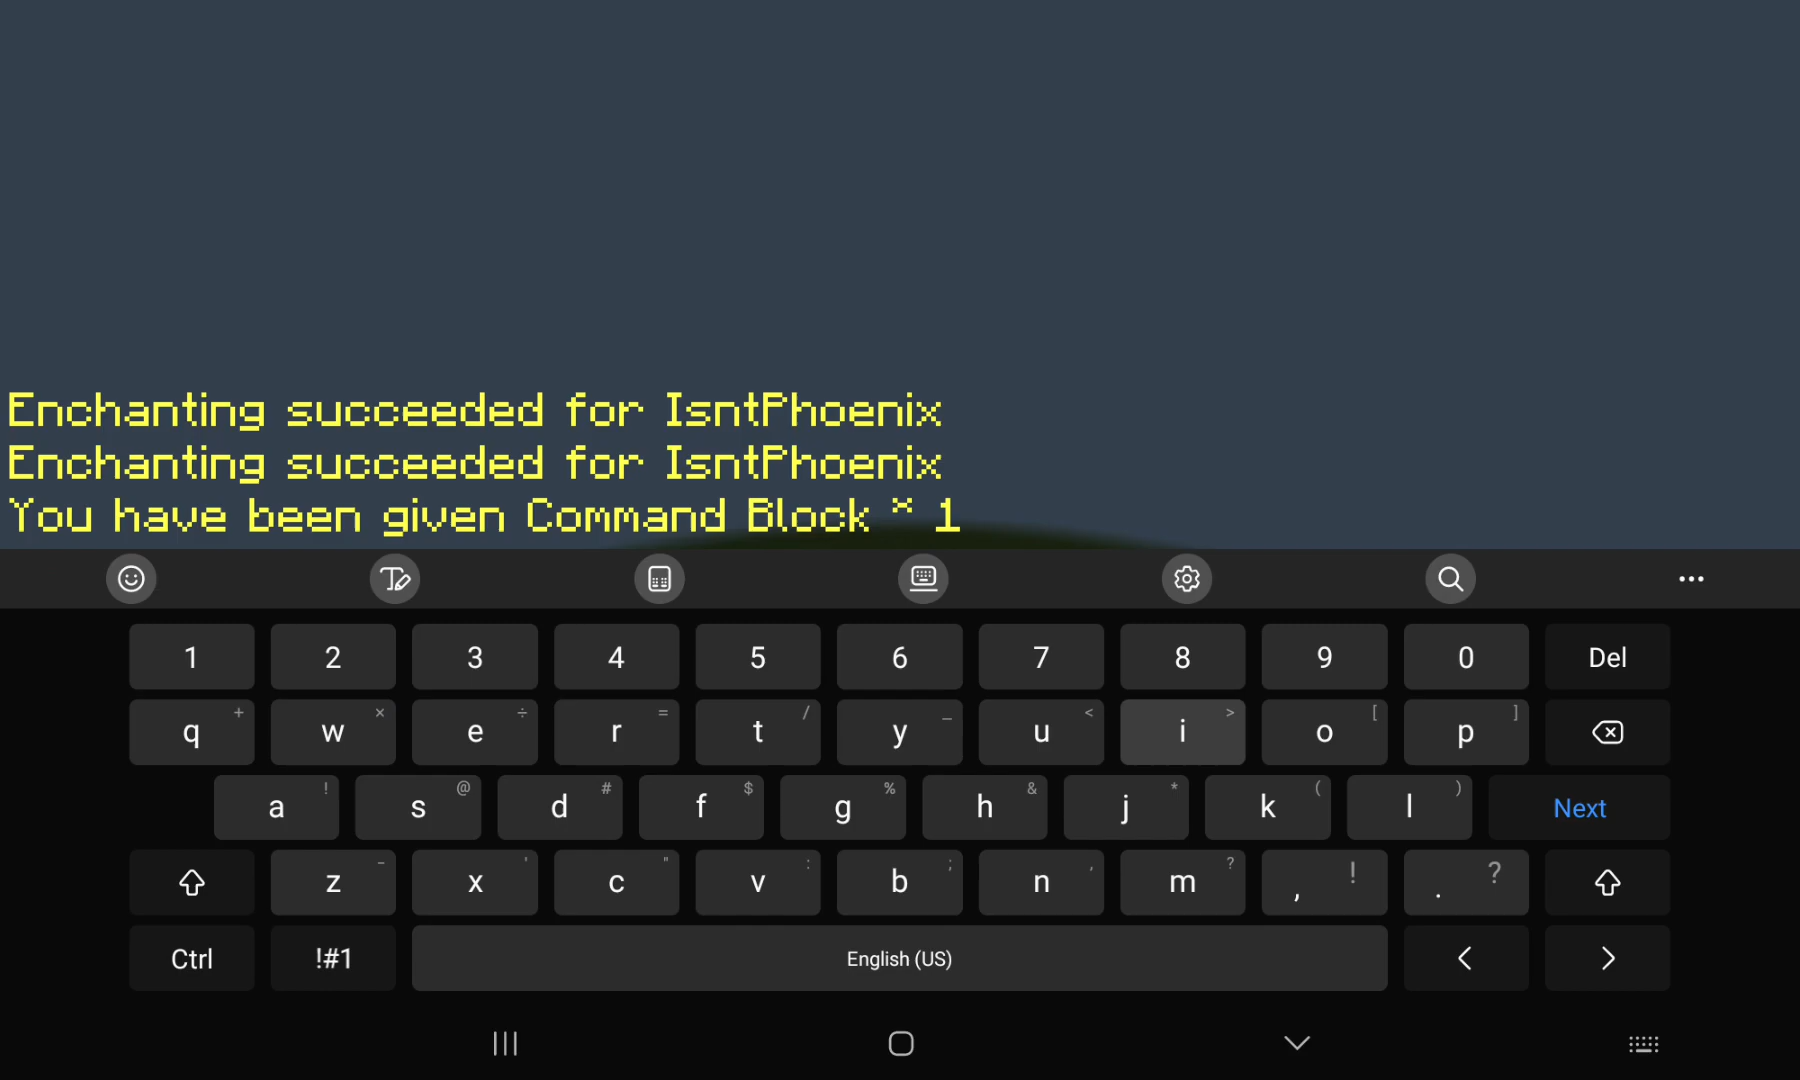 Enchanting succeeded for IsntPhoenix
Enchanting succeeded for IsntPhoenix
You have been given Command Block * 1
1 2 3 4 5 6 7 8 9 0 Del
q + w × e ÷ r = t / y _ u < i > o [ p ]
a ! s @ d # f $ g % h & j * k ( l ) Next
z - x ' c " v : b ; n , m ? , ! . ?
Ctrl !#1 English (US) < >